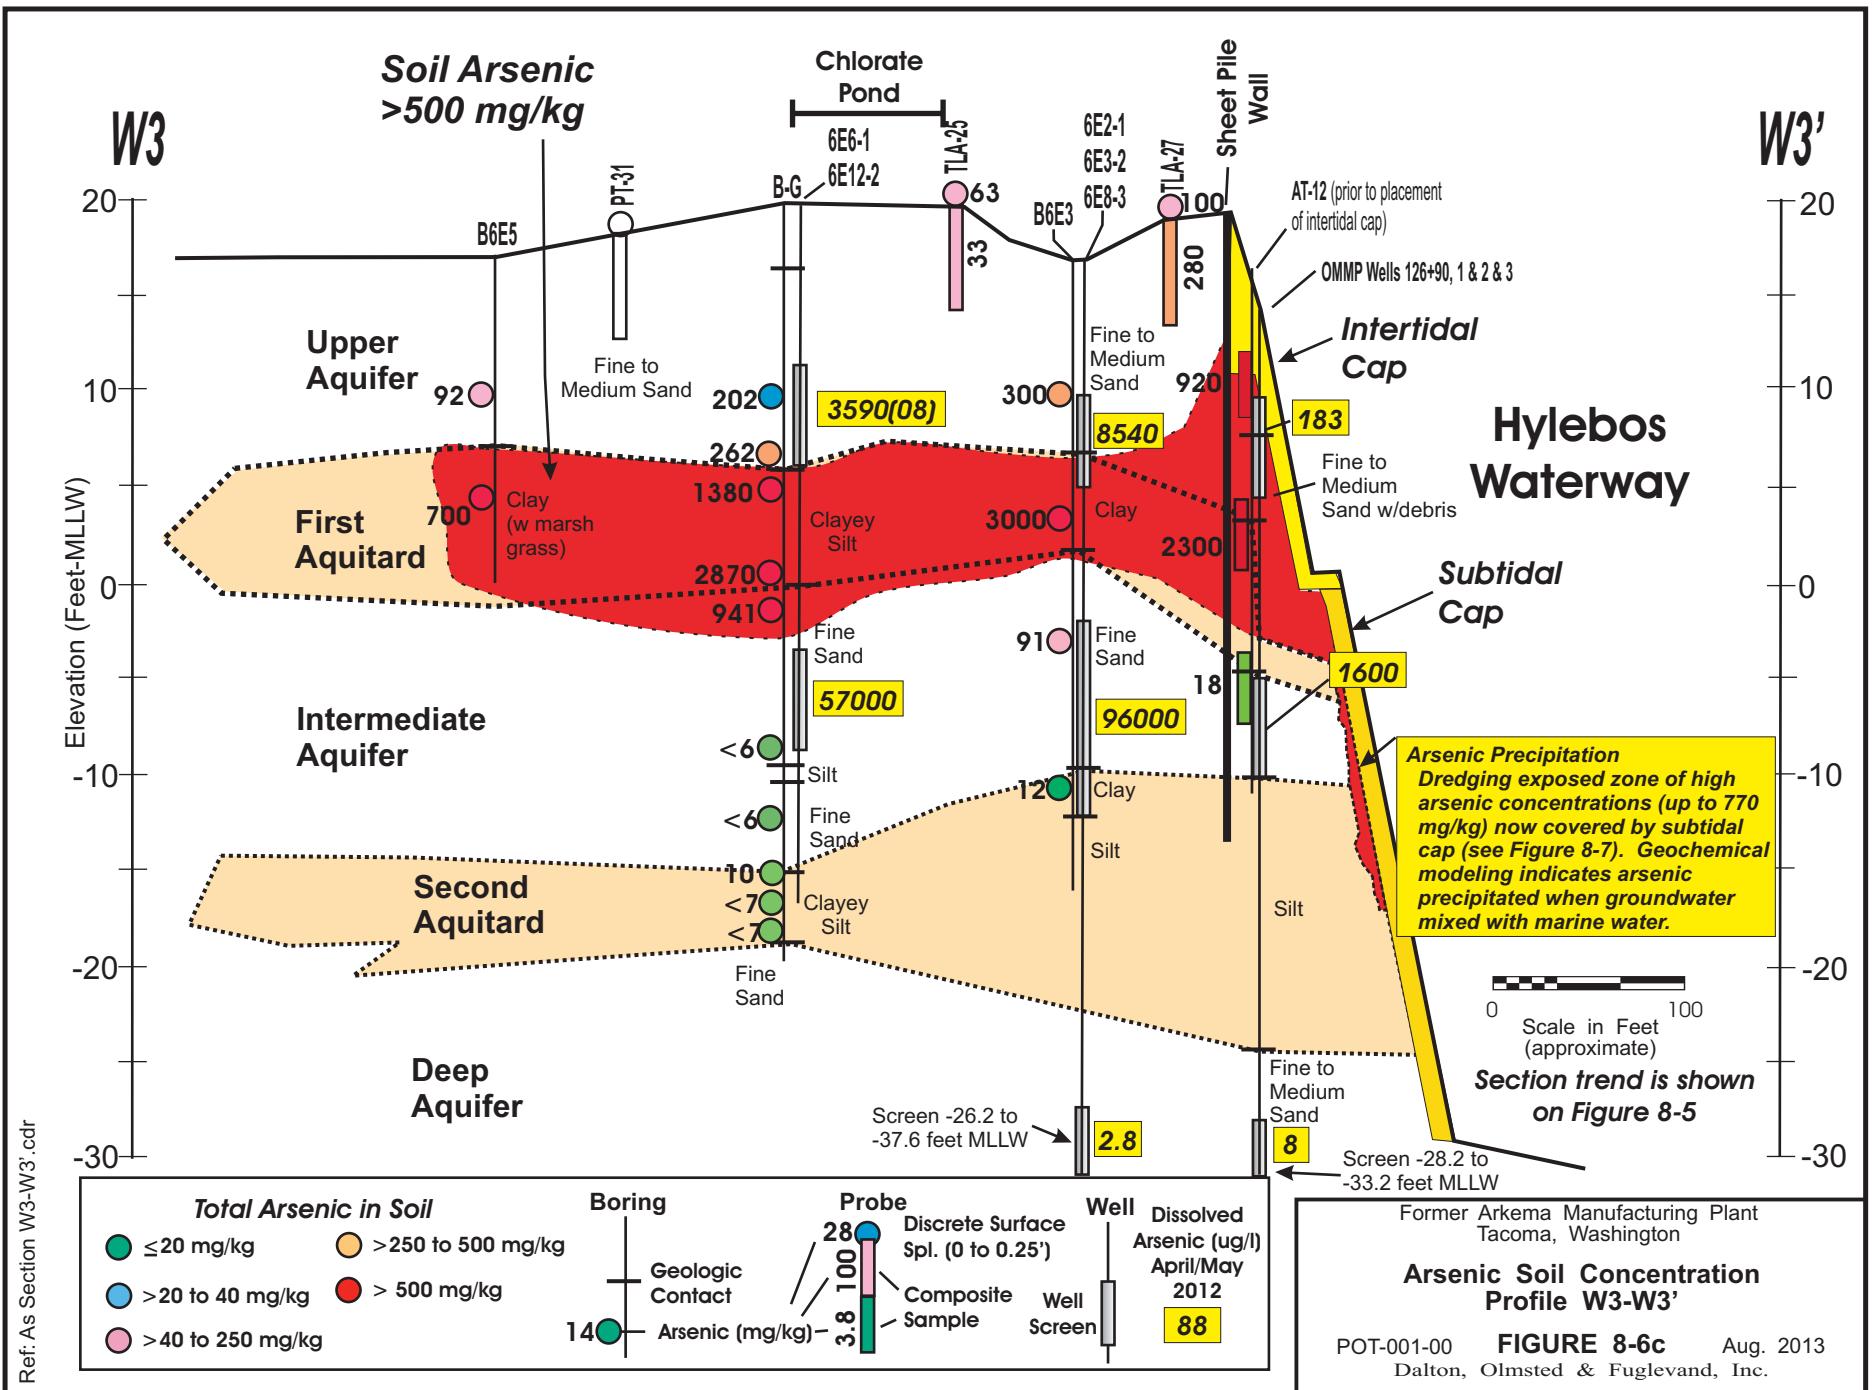 Soil Arsenic
>500 mg/kg
Chlorate
Pond
Sheet Pile
Wall
W3
W3'
6E6-1
6E12-2
B-G
TLA-25
63
33
6E2-1
6E3-2
6E8-3
B6E3
TLA-27
100
280
PT-31
B6E5
AT-12 (prior to placement
of intertidal cap)
OMMP Wells 126+90, 1 & 2 & 3
Intertidal
Cap
Elevation (Feet-MLLW)
20
10
0
-10
-20
-30
20
10
0
-10
-20
-30
Upper
Aquifer
Fine to
Medium Sand
92
202
262
3590(08)
Fine to
Medium
Sand
300
8540
920
183
Hylebos
Waterway
Fine to
Medium
Sand w/debris
First
Aquitard
700
Clay
(w marsh
grass)
1380
2870
941
Clayey
Silt
3000
Clay
2300
Subtidal
Cap
Fine
Sand
57000
91
Fine
Sand
96000
18
1600
Intermediate
Aquifer
<6
Silt
<6
Fine
Sand
12
Clay
Silt
Silt
Arsenic Precipitation
Dredging exposed zone of high
arsenic concentrations (up to 770
mg/kg) now covered by subtidal
cap (see Figure 8-7). Geochemical
modeling indicates arsenic
precipitated when groundwater
mixed with marine water.
Second
Aquitard
10
<7
<7
Clayey
Silt
Fine
Sand
0
100
Scale in Feet
(approximate)
Section trend is shown
on Figure 8-5
Deep
Aquifer
Screen -26.2 to
-37.6 feet MLLW
2.8
Fine to
Medium
Sand
8
Screen -28.2 to
-33.2 feet MLLW
Total Arsenic in Soil
≤20 mg/kg
>20 to 40 mg/kg
>40 to 250 mg/kg
>250 to 500 mg/kg
> 500 mg/kg
Boring
Geologic
Contact
14
Arsenic (mg/kg)
Probe
28
100
3.8
Discrete Surface
Spl. (0 to 0.25')
Composite
Sample
Well
Well
Screen
Dissolved
Arsenic (ug/l)
April/May
2012
88
Former Arkema Manufacturing Plant
Tacoma, Washington
Arsenic Soil Concentration
Profile W3-W3'
POT-001-00 FIGURE 8-6c Aug. 2013
Dalton, Olmsted & Fuglevand, Inc.
Ref: As Section W3-W3'.cdr